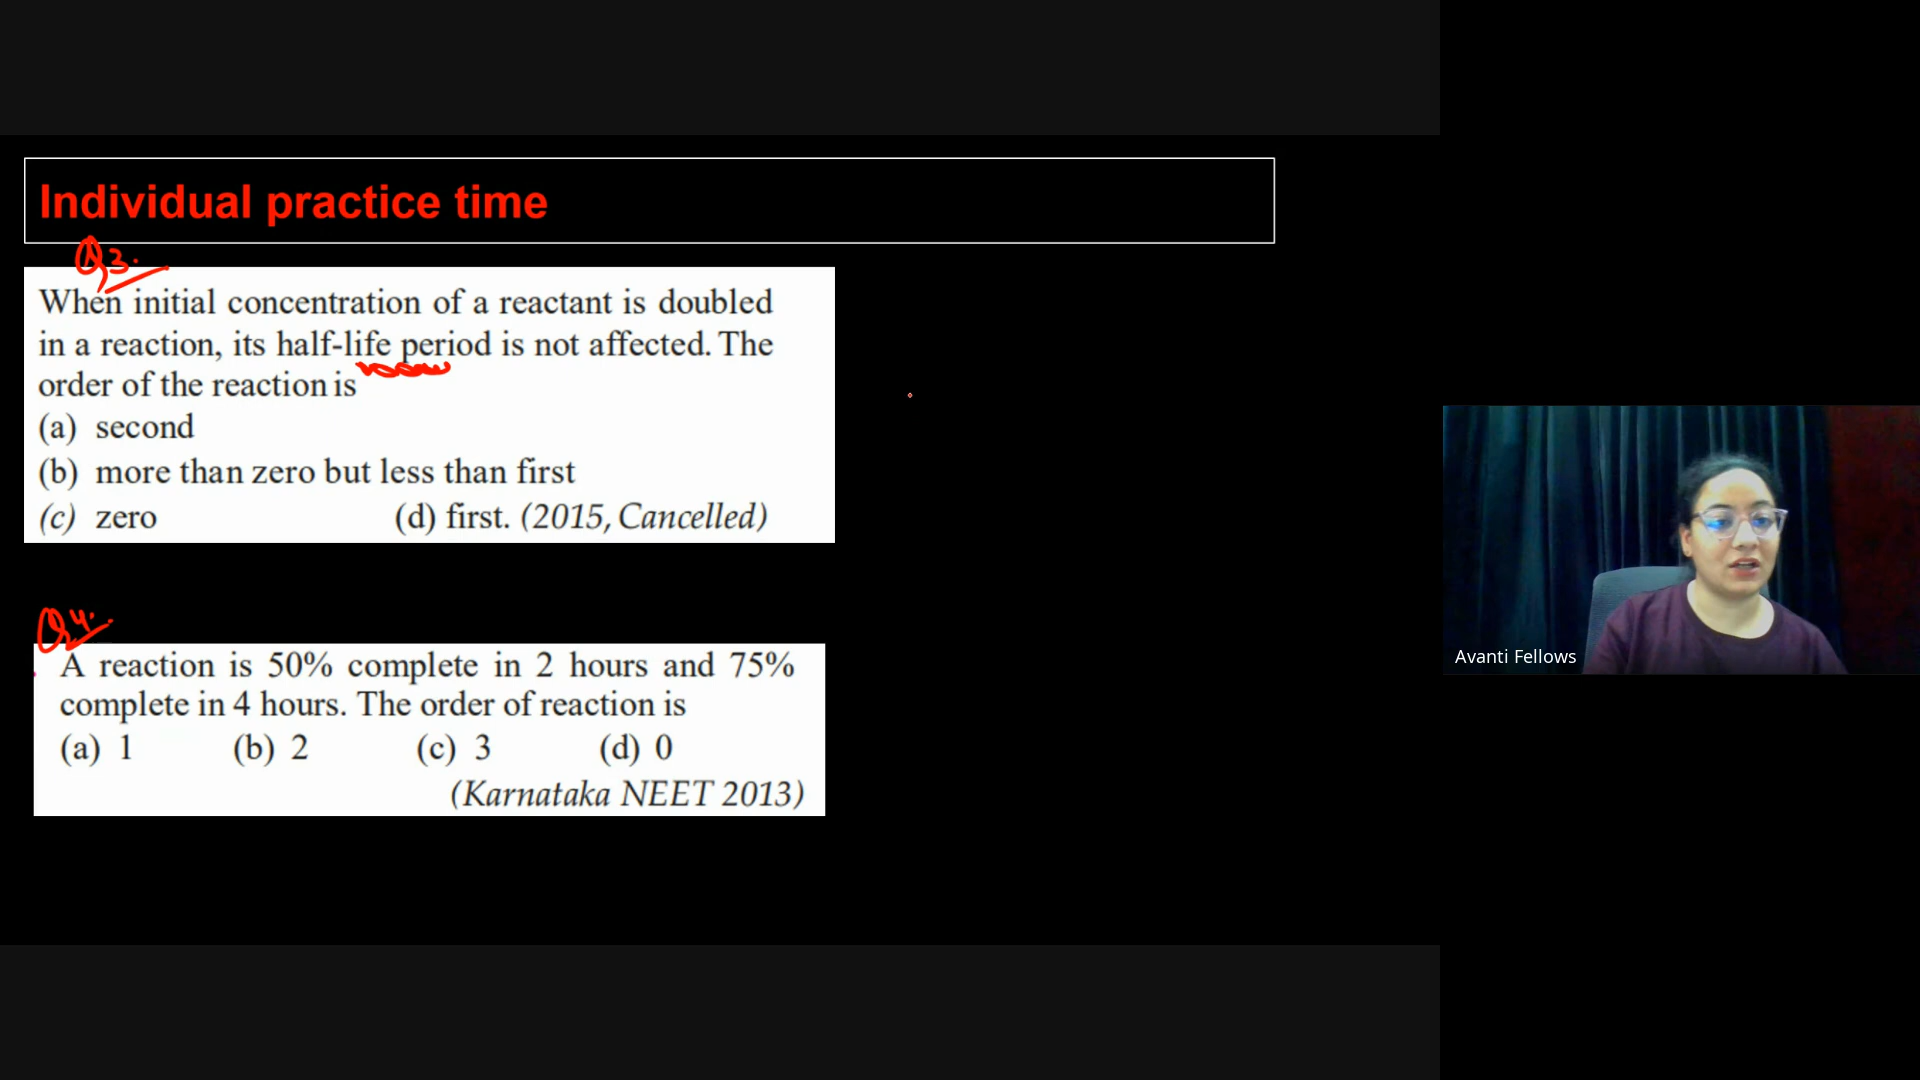 Individual practice time
Q3.
When initial concentration of a reactant is doubled
in a reaction, its half-life period is not affected. The
order of the reaction is
(a) second
(b) more than zero but less than first
(c) zero (d) first. (2015, Cancelled)
Q4.
A reaction is 50% complete in 2 hours and 75%
complete in 4 hours. The order of reaction is
(a) 1 (b) 2 (c) 3 (d) 0
(Karnataka NEET 2013)
Avanti Fellows